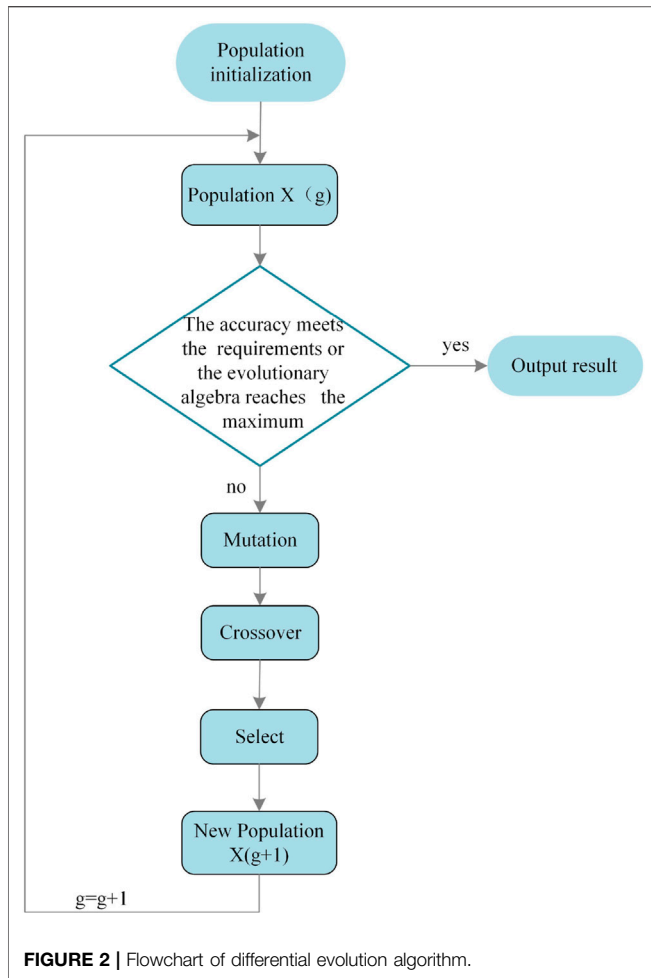 Population
initialization
Population X（g)
The accuracy meets
the requirements or
the evolutionary
algebra reaches the
maximum
yes
Output result
no
Mutation
Crossover
Select
New Population
X(g+1)
g=g+1
FIGURE 2 | Flowchart of differential evolution algorithm.